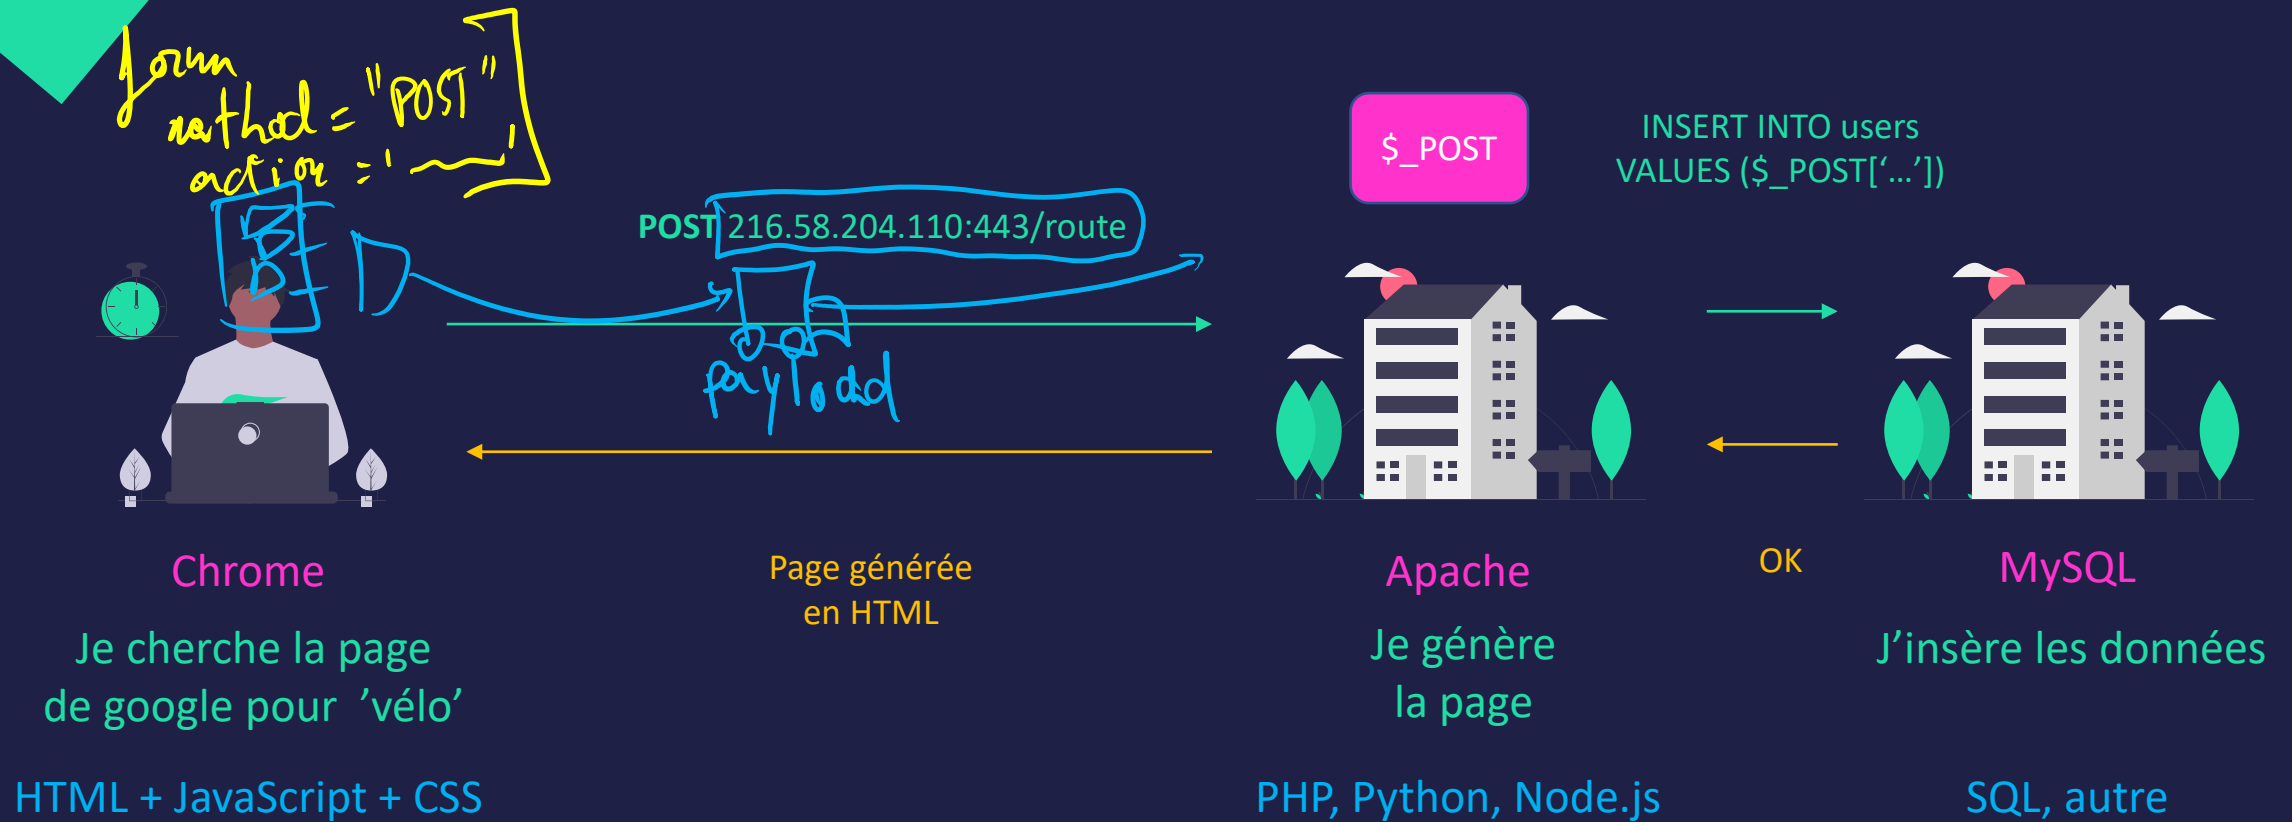 form
method = "POST"
action = '
$_POST
INSERT INTO users
VALUES ($_POST[‘...’])
POST 216.58.204.110:443/route
payload
Chrome
Page générée
en HTML
Apache
OK
MySQL
Je cherche la page
de google pour ’vélo’
Je génère
la page
J’insère les données
HTML + JavaScript + CSS
PHP, Python, Node.js
SQL, autre